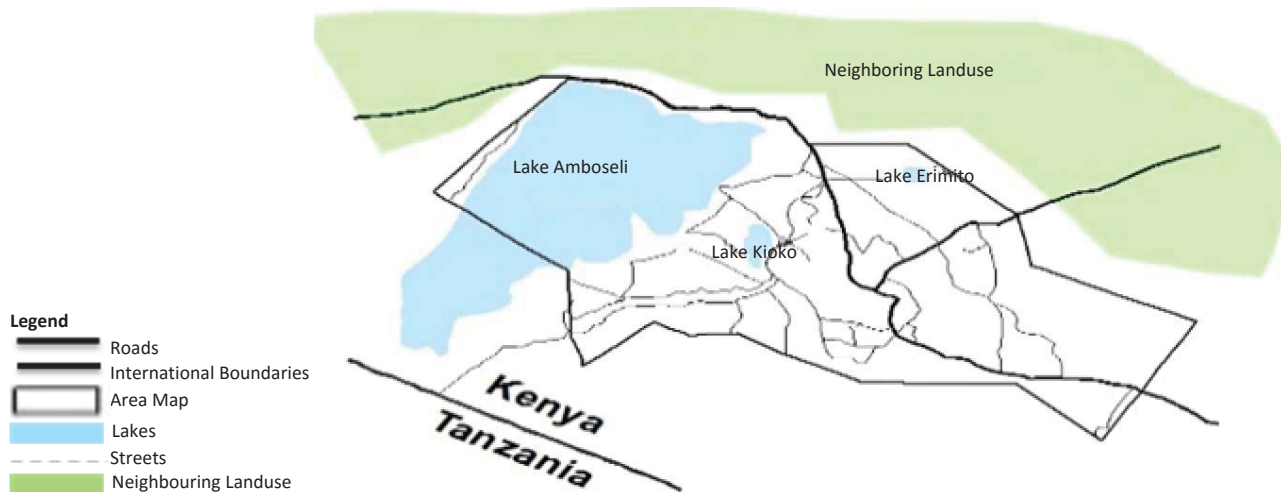 Neighboring Landuse
Lake Amboseli
Lake Erimito
Lake Kioko
Kenya
Tanzania
Legend
Roads
International Boundaries
Area Map
Lakes
Streets
Neighbouring Landuse